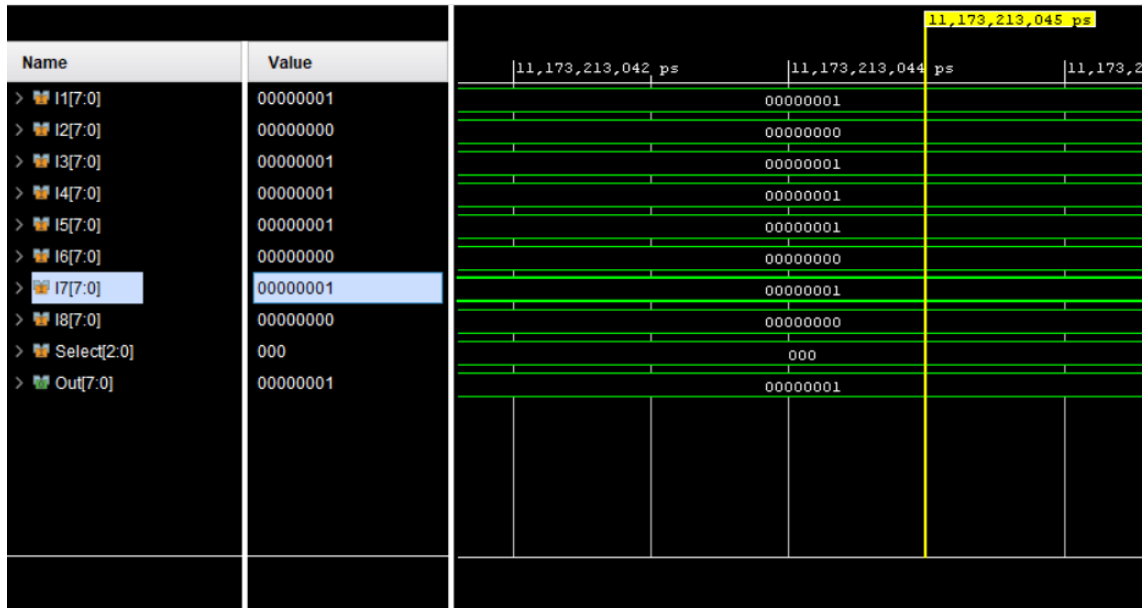 11,173,213,045 ps
Name Value
11,173,213,042 ps 11,173,213,044 ps 11,173,2
I1[7:0] 00000001 00000001
I2[7:0] 00000000 00000000
I3[7:0] 00000001 00000001
I4[7:0] 00000001 00000001
I5[7:0] 00000001 00000001
I6[7:0] 00000000 00000000
I7[7:0] 00000001 00000001
I8[7:0] 00000000 00000000
Select[2:0] 000 000
Out[7:0] 00000001 00000001